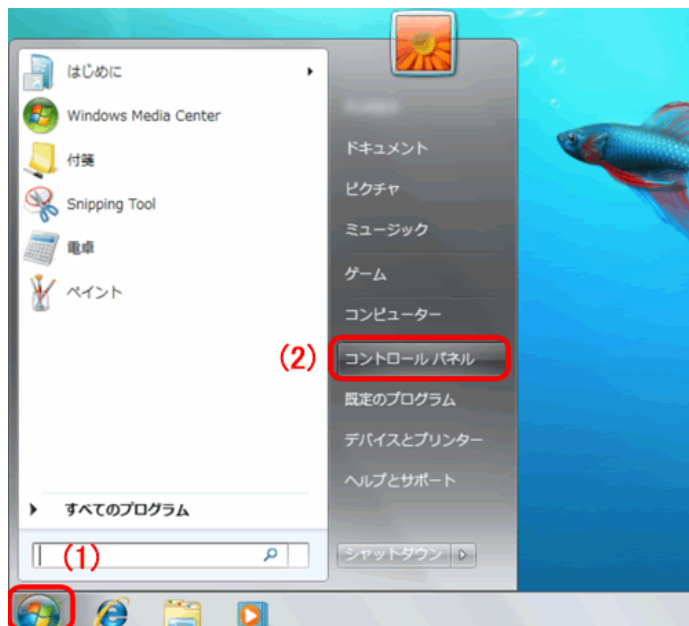 はじめに
Windows Media Center
付箋
Snipping Tool
電卓
ペイント
すべてのプログラム
(1)
ドキュメント
ピクチャ
ミュージック
ゲーム
コンピューター
(2)
コントロール パネル
既定のプログラム
デバイスとプリンター
ヘルプとサポート
シャットダウン